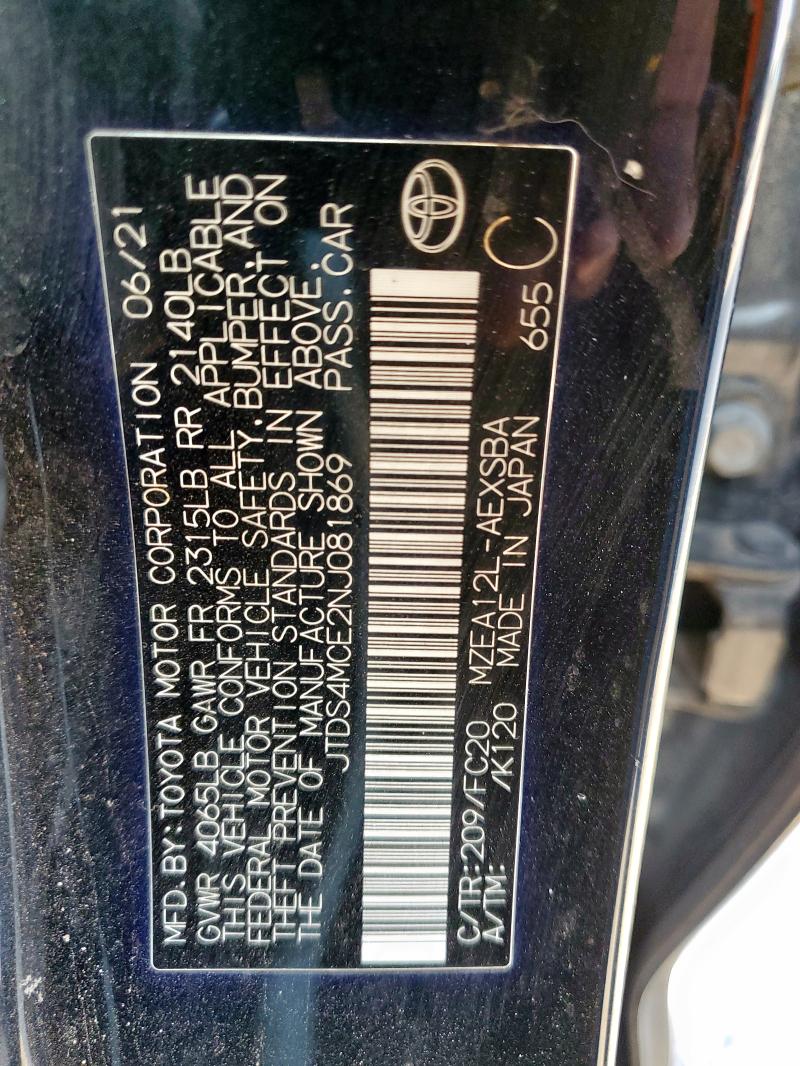 MFD. BY: TOYOTA MOTOR CORPORATION 06/21
GVWR 4065LB GAWR FR 2315LB RR 2140LB
THIS VEHICLE CONFORMS TO ALL APPLICABLE
FEDERAL MOTOR VEHICLE SAFETY, BUMPER, AND
THEFT PREVENTION STANDARDS IN EFFECT ON
THE DATE OF MANUFACTURE SHOWN ABOVE.
JTDS4MCE2NJ081869 PASS. CAR
C/TR: 209/FC20 MZEA12L-AEXSBA
A/TM: /K120 MADE IN JAPAN 655 C